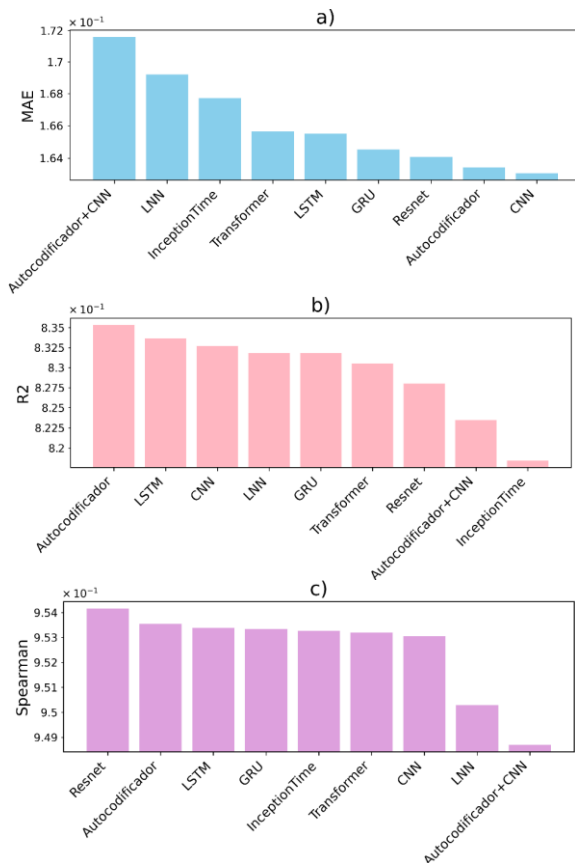 a)
× 10⁻¹
1.72
1.7
1.68
1.66
1.64
MAE
Autocodificador+CNN
LNN
InceptionTime
Transformer
LSTM
GRU
Resnet
Autocodificador
CNN
b)
× 10⁻¹
8.35
8.325
8.3
8.275
8.25
8.225
8.2
R2
Autocodificador
LSTM
CNN
LNN
GRU
Transformer
Resnet
Autocodificador+CNN
InceptionTime
c)
× 10⁻¹
9.54
9.53
9.52
9.51
9.5
9.49
Spearman
Resnet
Autocodificador
LSTM
GRU
InceptionTime
Transformer
CNN
LNN
Autocodificador+CNN